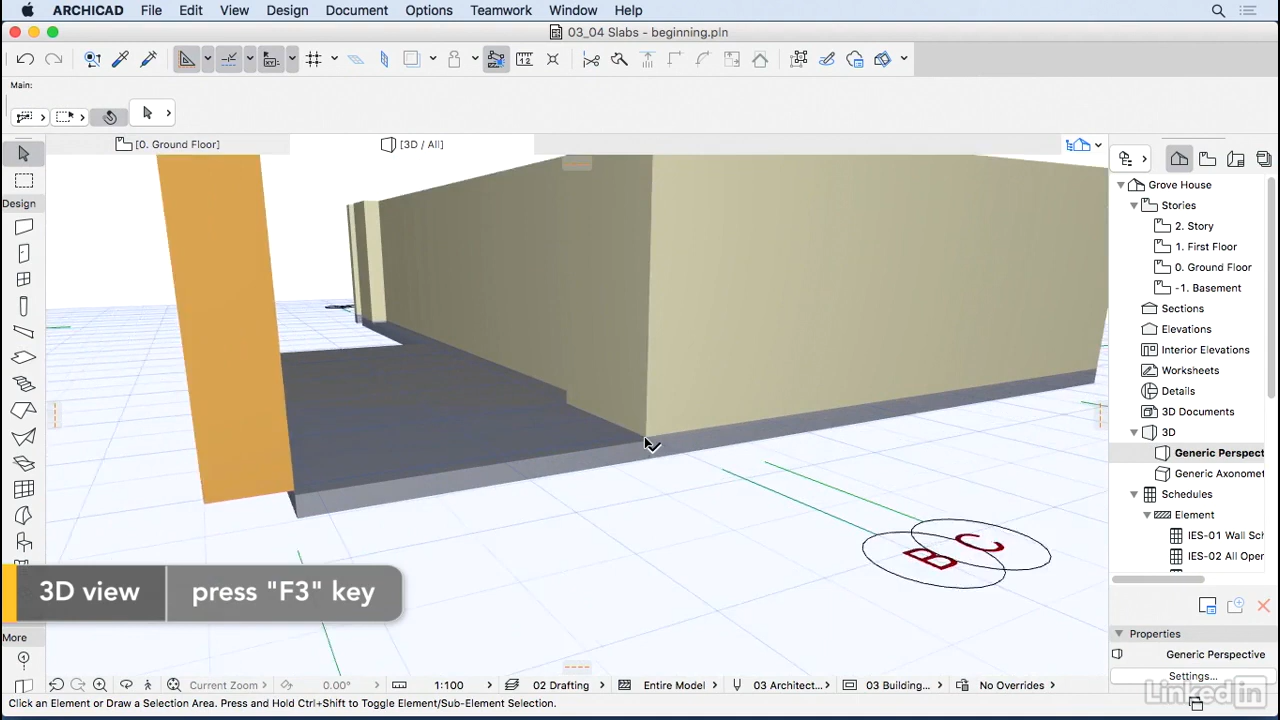 ARCHICAD File Edit View Design Document Options Teamwork Window Help
03_04 Slabs - beginning.pln
Main:
[0. Ground Floor]
[3D / All]
Design
Grove House
Stories
2. Story
1. First Floor
0. Ground Floor
-1. Basement
Sections
Elevations
Interior Elevations
Worksheets
Details
3D Documents
3D
Generic Perspect
Generic Axonomet
Schedules
Element
IES-01 Wall Sch
IES-02 All Oper
B C
3D view press "F3" key
More
Properties
Generic Perspective
Settings...
Current Zoom 0.00° 1:100 02 Drafting Entire Model 03 Architect... 03 Building... No Overrides
Click an Element or Draw a Selection Area. Press and Hold Ctrl+Shift to Toggle Element/Sub-Element Selection.
LinkedIn